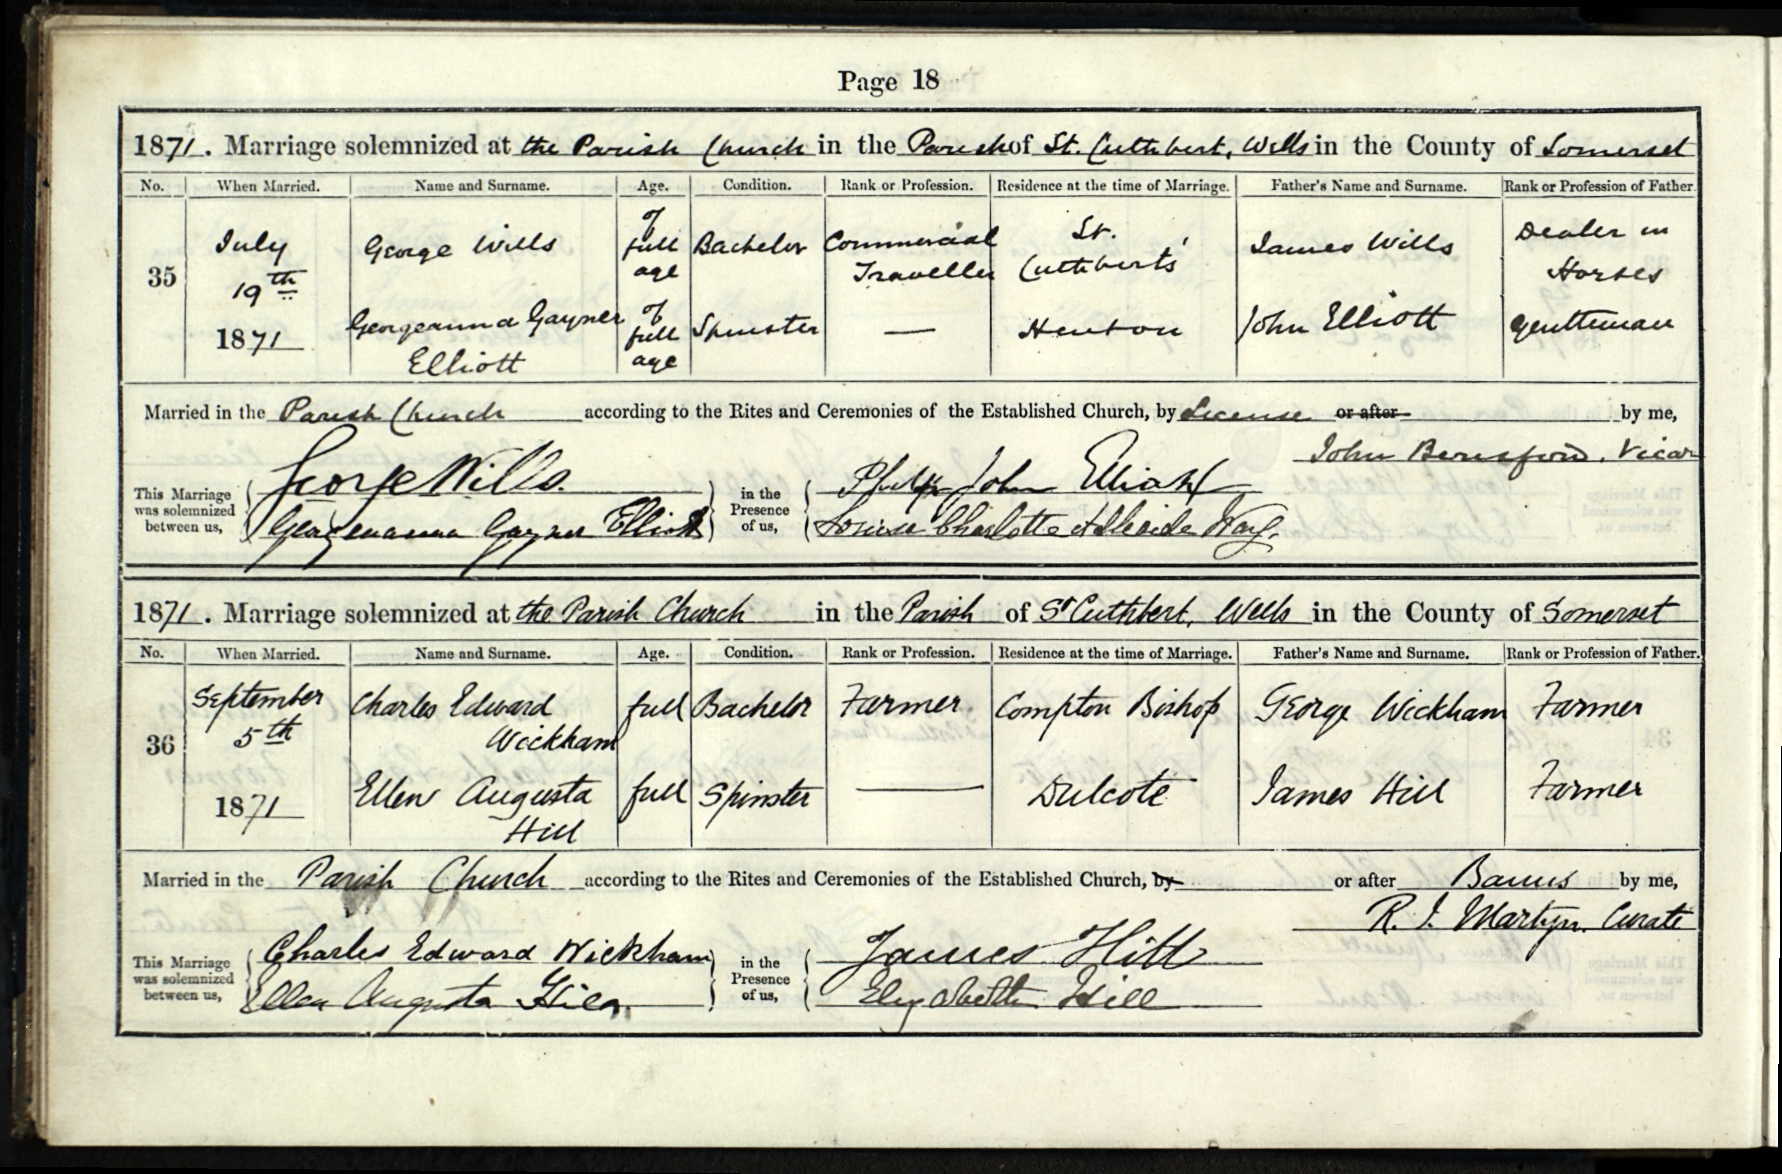 Page 18
1871. Marriage solemnized at the Parish Church in the Parish of St. Cuthbert, Wells in the County of Somerset
No. When Married. Name and Surname. Age. Condition. Rank or Profession. Residence at the time of Marriage. Father's Name and Surname. Rank or Profession of Father.
35 July 19th 1871 George Wills of full age Bachelor Commercial Traveller St. Cuthbert's James Wills Dealer in Horses
Georgeanna Gayner Elliott of full age Spinster — Henton John Elliott gentleman
Married in the Parish Church according to the Rites and Ceremonies of the Established Church, by License or after by me,
John Beresford, Vicar
This Marriage was solemnized between us, George Wills. in the Presence of us, Philip John Elliott
Georgeanna Gayner Elliott Louisa Charlotte Adelaide Way.
1871. Marriage solemnized at the Parish Church in the Parish of St Cuthbert, Wells in the County of Somerset
No. When Married. Name and Surname. Age. Condition. Rank or Profession. Residence at the time of Marriage. Father's Name and Surname. Rank or Profession of Father.
36 September 5th 1871 Charles Edward Wickham full Bachelor Farmer Compton Bishop George Wickham Farmer
Ellen Augusta Hill full Spinster — Dulcote James Hill Farmer
Married in the Parish Church according to the Rites and Ceremonies of the Established Church, by or after Banns by me,
R. J. Martyn. Curate
This Marriage was solemnized between us, Charles Edward Wickham in the Presence of us, James Hill
Ellen Augusta Hill Elizabeth Hill